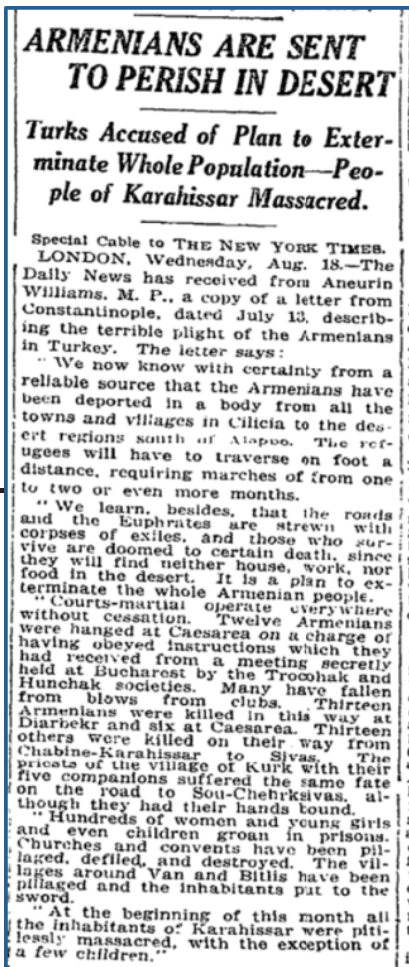 ARMENIANS ARE SENT
TO PERISH IN DESERT
Turks Accused of Plan to Exter-
minate Whole Population—Peo-
ple of Karahissar Massacred.
Special Cable to THE NEW YORK TIMES.
LONDON, Wednesday, Aug. 18.—The
Daily News has received from Aneurin
Williams, M. P., a copy of a letter from
Constantinople, dated July 13, describ-
ing the terrible plight of the Armenians
in Turkey. The letter says:
"We now know with certainty from a
reliable source that the Armenians have
been deported in a body from all the
towns and villages in Cilicia to the des-
ert regions south of Aleppo. The ref-
ugees will have to traverse on foot a
distance, requiring marches of from one
to two or even more months.
"We learn, besides, that the roads
and the Euphrates are strewn with
corpses of exiles, and those who sur-
vive are doomed to certain death, since
they will find neither house, work, nor
food in the desert. It is a plan to ex-
terminate the whole Armenian people.
"Courts-martial operate everywhere
without cessation. Twelve Armenians
were hanged at Caesarea on a charge of
having obeyed instructions which they
had received from a meeting secretly
held at Bucharest by the Trocohak and
Hunchak societies. Many have fallen
from blows from clubs. Thirteen
Armenians were killed in this way at
Diarbekr and six at Caesarea. Thirteen
others were killed on their way from
Chabine-Karahissar to Sivas. The
priests of the village of Kurk with their
five companions suffered the same fate
on the road to Sou-Chehrksivas, al-
though they had their hands bound.
"Hundreds of women and young girls
and even children groan in prisons.
Churches and convents have been pil-
laged, defiled, and destroyed. The vil-
lages around Van and Bitlis have been
pillaged and the inhabitants put to the
sword.
"At the beginning of this month all
the inhabitants of Karahissar were piti-
lessly massacred, with the exception of
a few children."